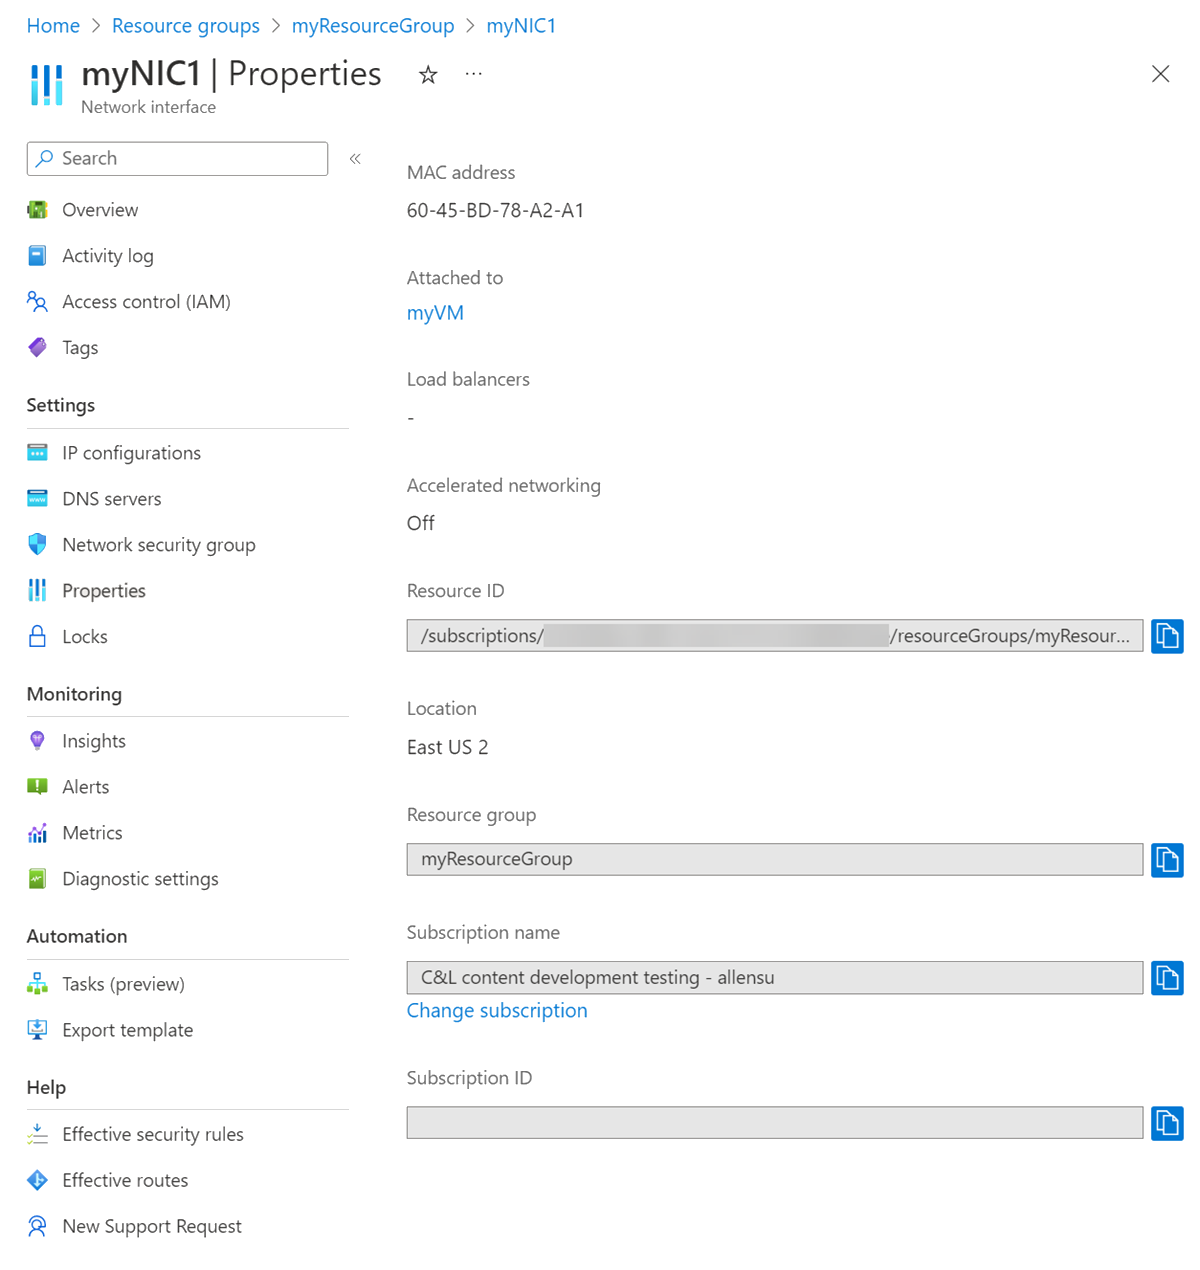 Home > Resource groups > myResourceGroup > myNIC1
myNIC1 | Properties ☆ ···
Network interface
Search «
Overview
Activity log
Access control (IAM)
Tags
Settings
IP configurations
DNS servers
Network security group
Properties
Locks
Monitoring
Insights
Alerts
Metrics
Diagnostic settings
Automation
Tasks (preview)
Export template
Help
Effective security rules
Effective routes
New Support Request
MAC address
60-45-BD-78-A2-A1
Attached to
myVM
Load balancers
-
Accelerated networking
Off
Resource ID
/subscriptions/ /resourceGroups/myResour...
Location
East US 2
Resource group
myResourceGroup
Subscription name
C&L content development testing - allensu
Change subscription
Subscription ID